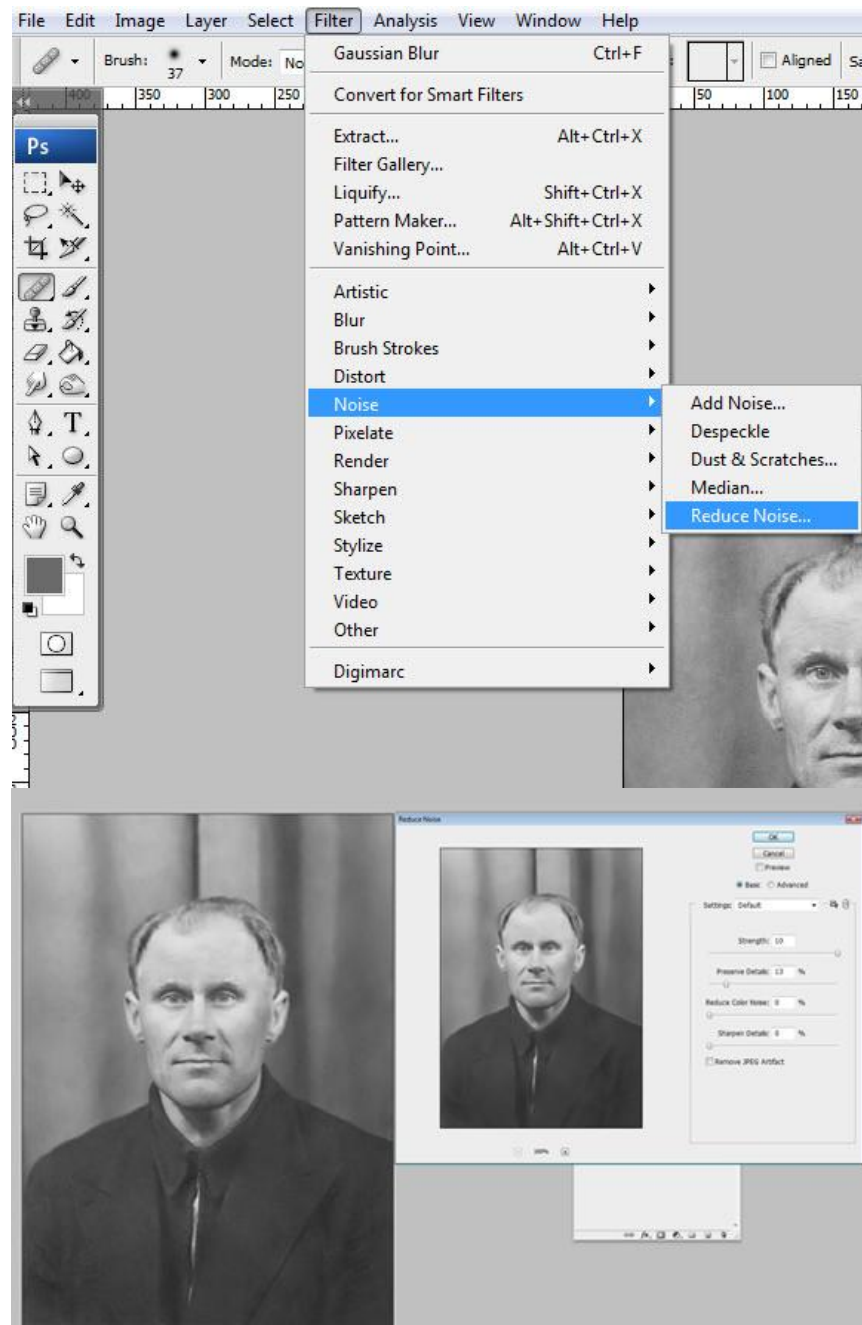 File Edit Image Layer Select Filter Analysis View Window Help
Brush: 37 Mode: No Aligned Sa
400 350 300 250 50 100 150
Ps
Gaussian Blur Ctrl+F
Convert for Smart Filters
Extract... Alt+Ctrl+X
Filter Gallery...
Liquify... Shift+Ctrl+X
Pattern Maker... Alt+Shift+Ctrl+X
Vanishing Point... Alt+Ctrl+V
Artistic
Blur
Brush Strokes
Distort
Noise
Pixelate
Render
Sharpen
Sketch
Stylize
Texture
Video
Other
Digimarc
Add Noise...
Despeckle
Dust & Scratches...
Median...
Reduce Noise...
Reduce Noise
OK
Cancel
Preview
Basic Advanced
Settings: Default
Strength: 10
Preserve Details: 13 %
Reduce Color Noise: 0 %
Sharpen Details: 0 %
Remove JPEG Artifact
100%